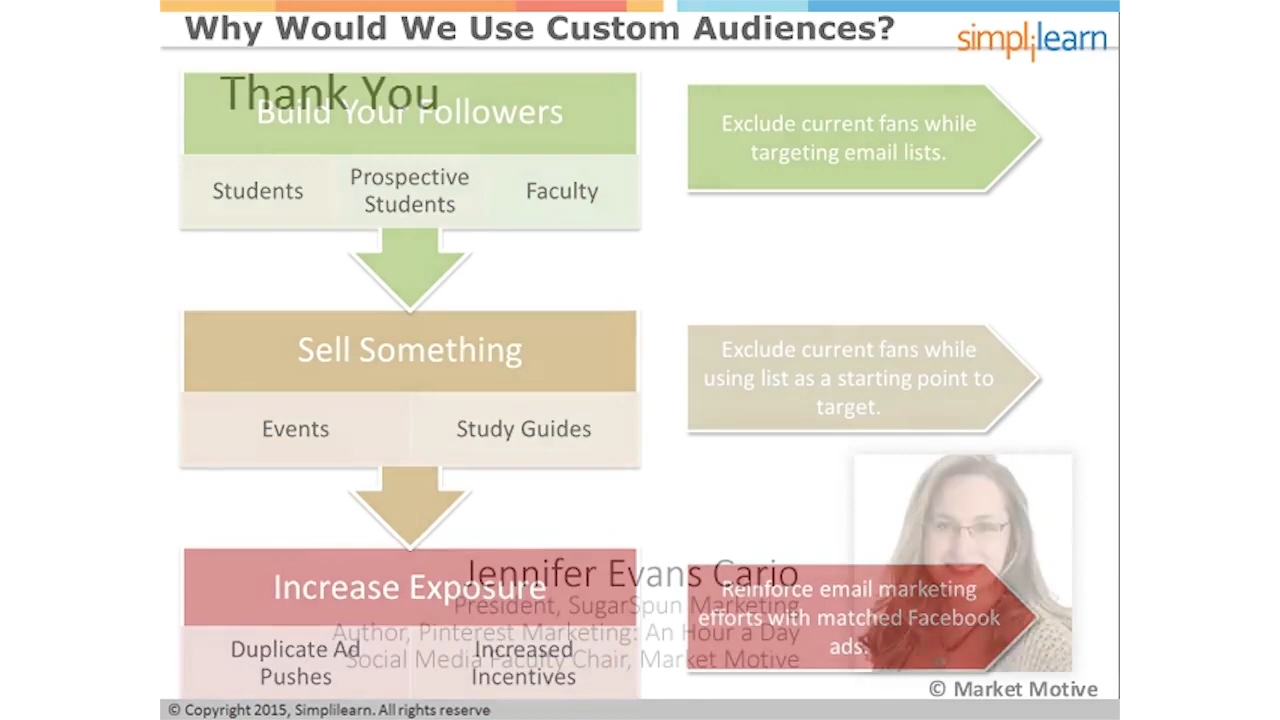 Why Would We Use Custom Audiences?
simplilearn
Thank You
Build Your Followers
Students
Prospective
Students
Faculty
Exclude current fans while
targeting email lists.
Sell Something
Events
Study Guides
Exclude current fans while
using list as a starting point to
target.
Increase Exposure
Duplicate Ad
Pushes
Increased
Incentives
Reinforce email marketing
efforts with matched Facebook
ads.
Jennifer Evans Cario
President, SugarSpun Marketing
Author, Pinterest Marketing: An Hour a Day
Social Media Faculty Chair, Market Motive
© Market Motive
© Copyright 2015, Simplilearn. All rights reserve